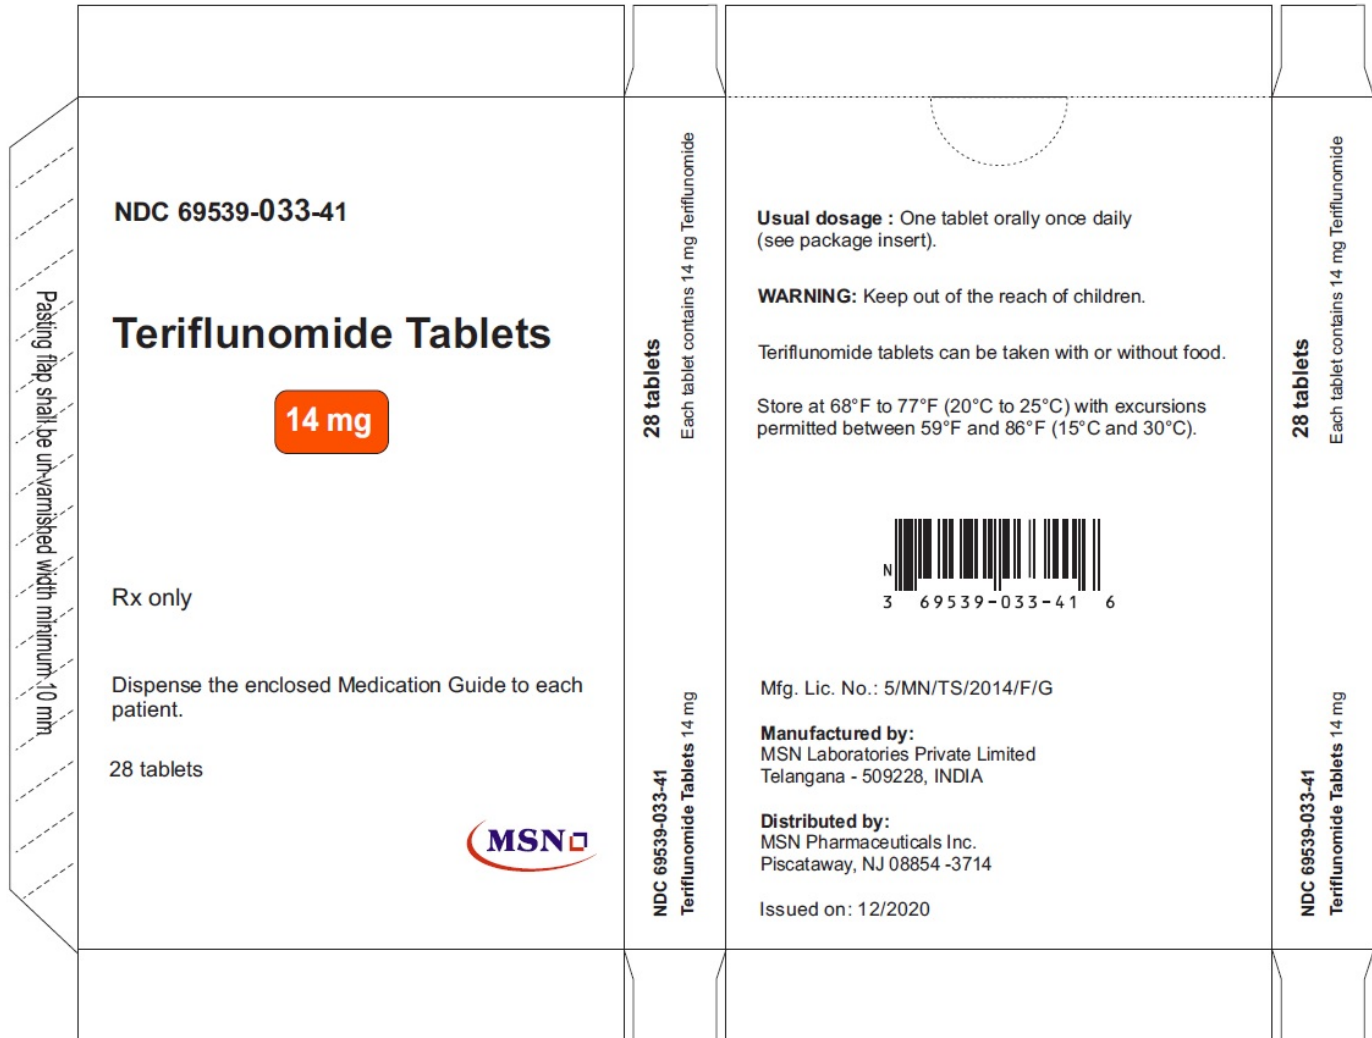 Pasting flap shall be un-varnished width minimum 10 mm
NDC 69539-033-41
Teriflunomide Tablets
14 mg
Rx only
Dispense the enclosed Medication Guide to each
patient.
28 tablets
MSN
28 tablets
Each tablet contains 14 mg Teriflunomide
NDC 69539-033-41
Teriflunomide Tablets 14 mg
Usual dosage : One tablet orally once daily
(see package insert).
WARNING: Keep out of the reach of children.
Teriflunomide tablets can be taken with or without food.
Store at 68°F to 77°F (20°C to 25°C) with excursions
permitted between 59°F and 86°F (15°C and 30°C).
N
3 69539-033-41 6
Mfg. Lic. No.: 5/MN/TS/2014/F/G
Manufactured by:
MSN Laboratories Private Limited
Telangana - 509228, INDIA
Distributed by:
MSN Pharmaceuticals Inc.
Piscataway, NJ 08854 -3714
Issued on: 12/2020
28 tablets
Each tablet contains 14 mg Teriflunomide
NDC 69539-033-41
Teriflunomide Tablets 14 mg